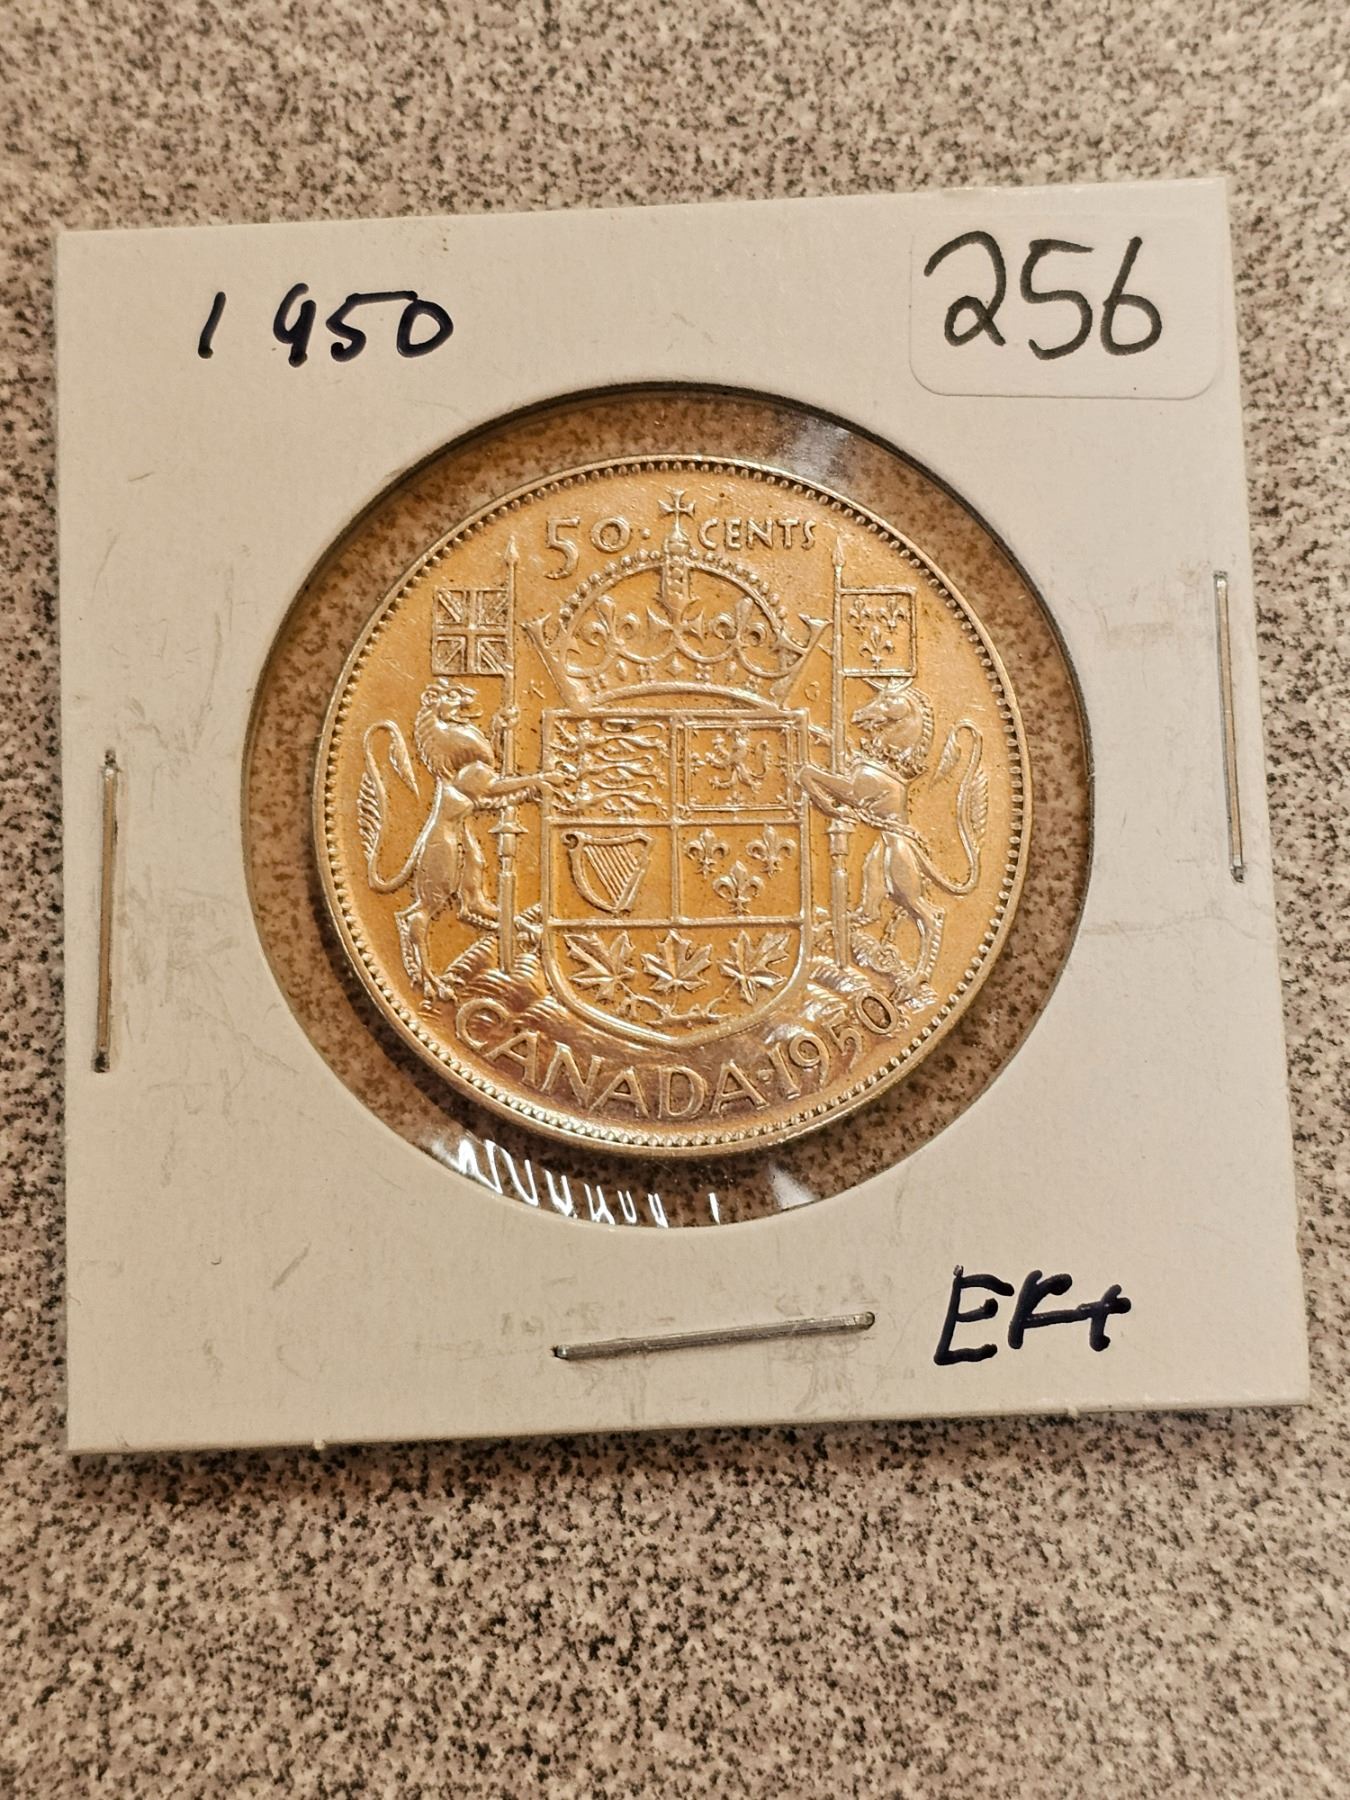 1950
256
50 · CENTS
K G
CANADA · 1950
EF+